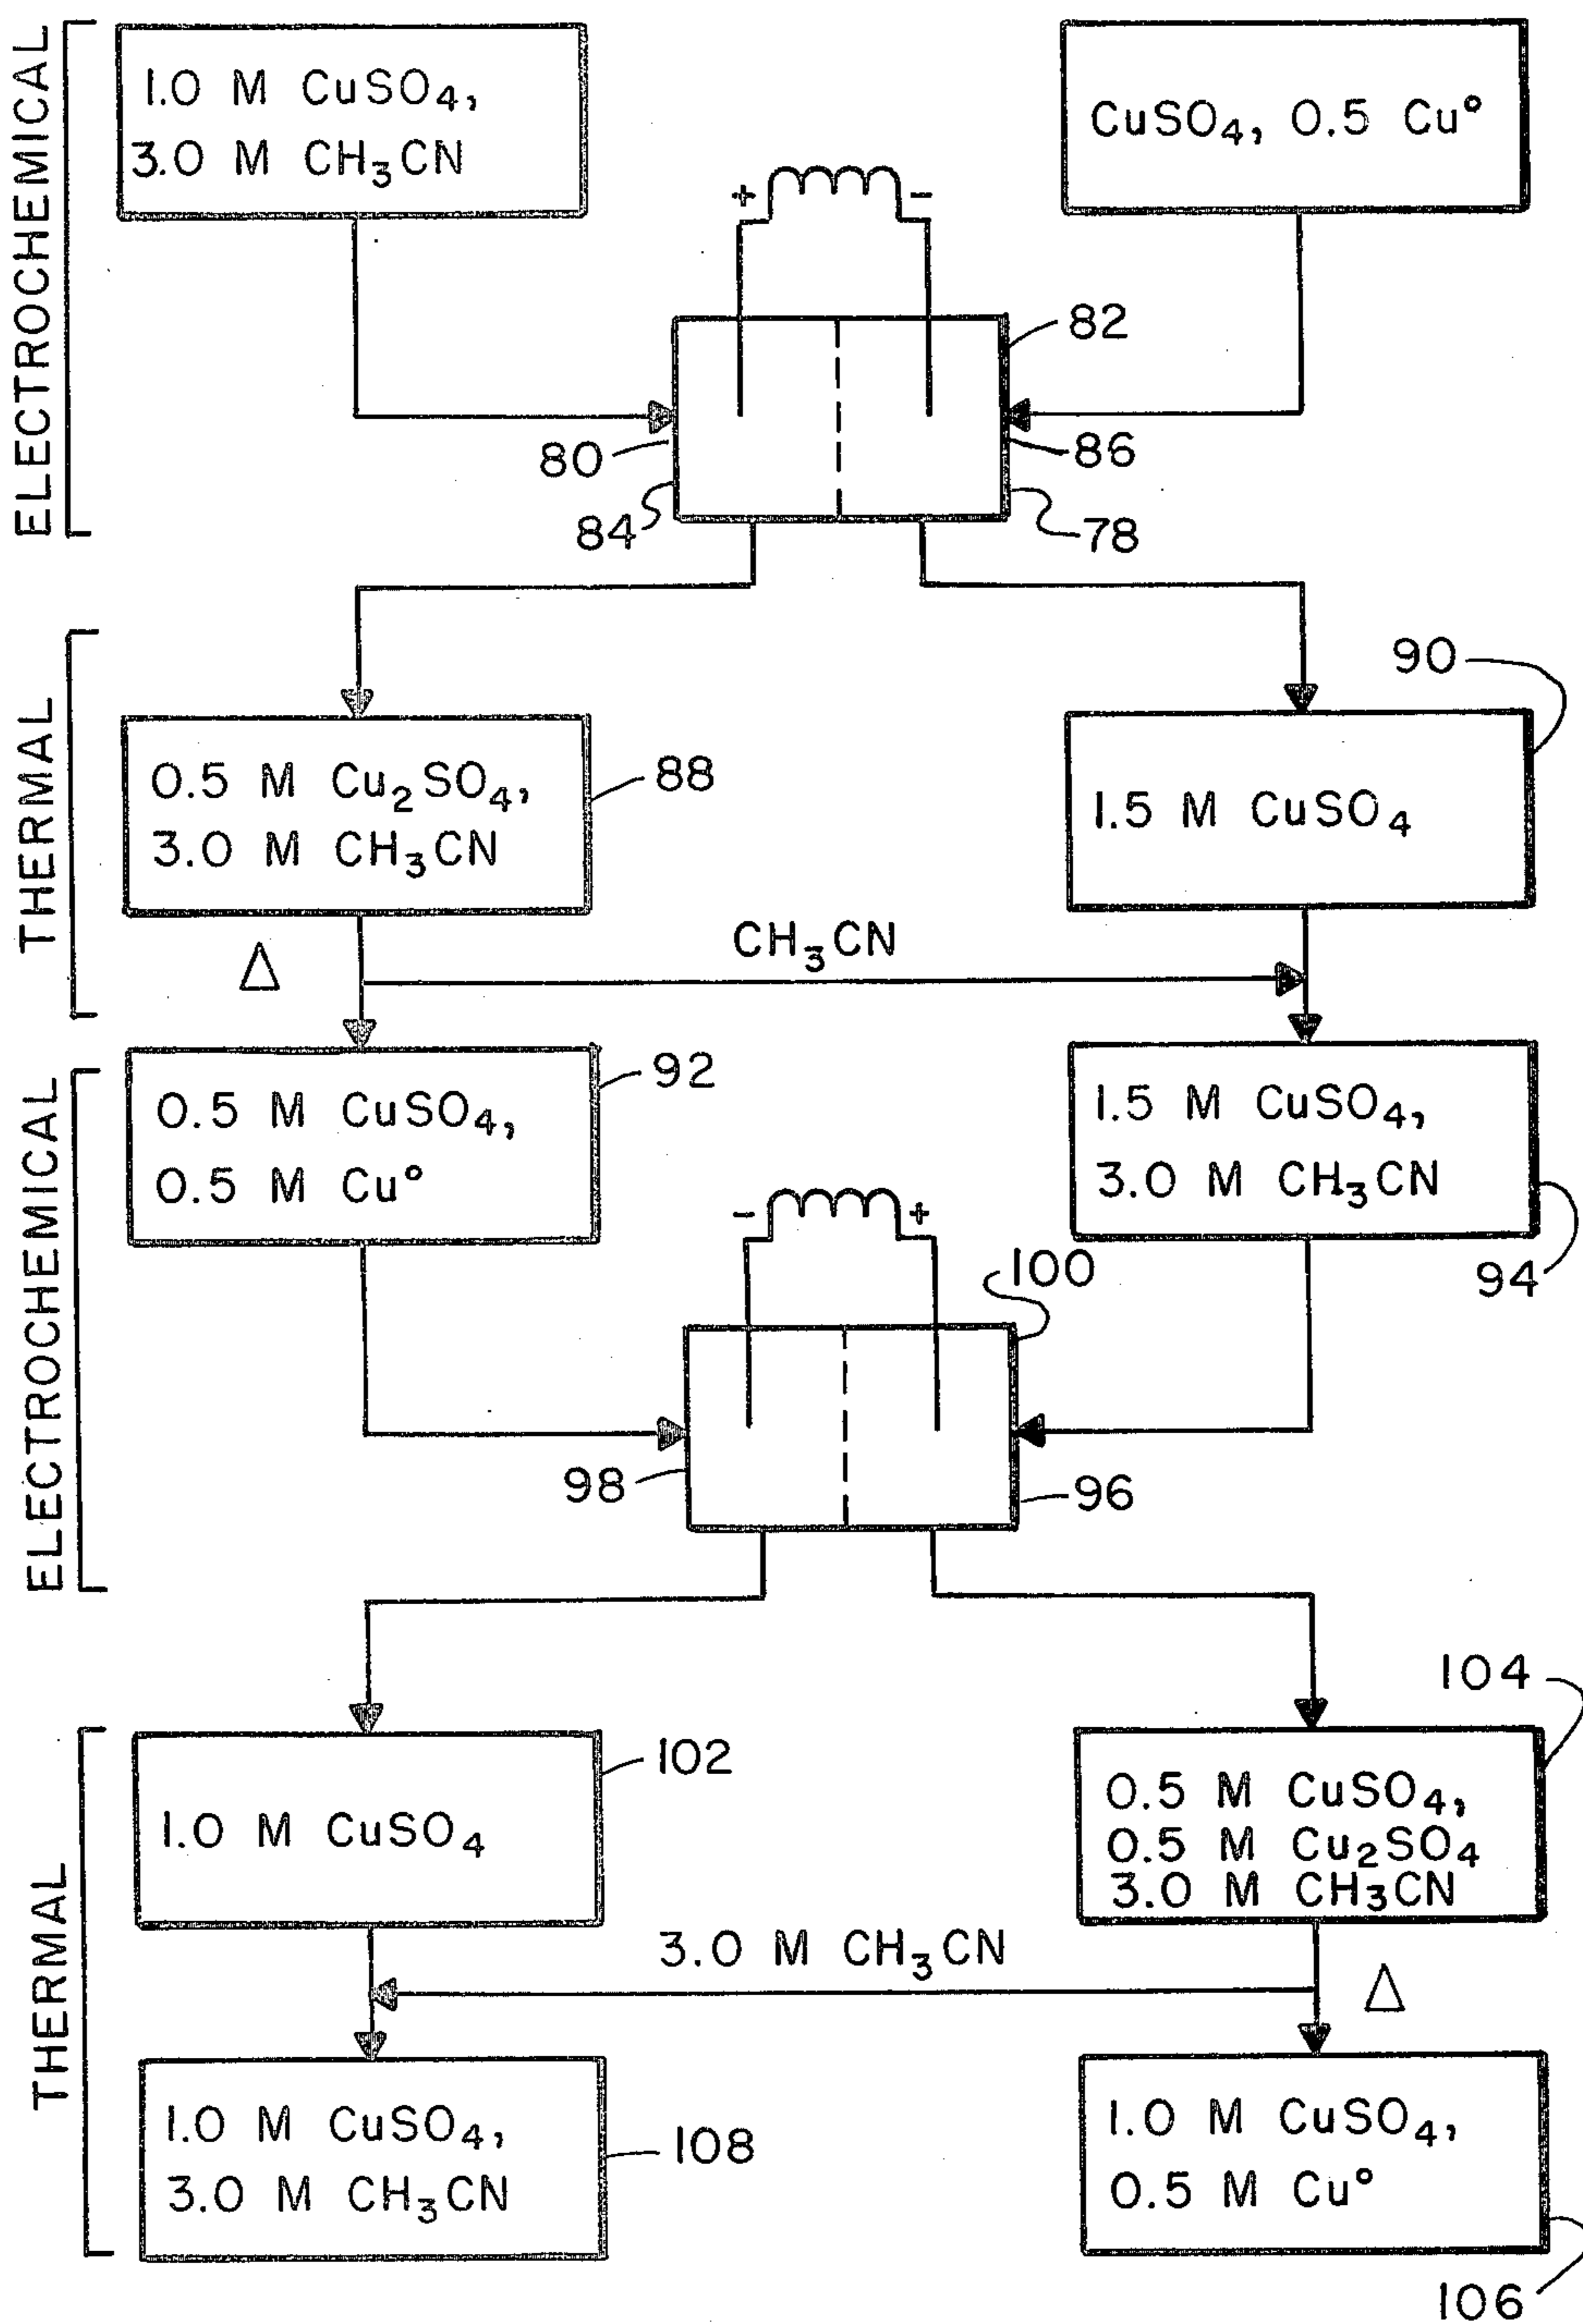 ELECTROCHEMICAL
1.0 M CuSO₄,
3.0 M CH₃CN
CuSO₄, 0.5 Cu°
+
-
82
80
86
84
78
THERMAL
90
0.5 M Cu₂SO₄,
3.0 M CH₃CN
88
1.5 M CuSO₄
CH₃CN
Δ
ELECTROCHEMICAL
0.5 M CuSO₄,
0.5 M Cu°
92
1.5 M CuSO₄,
3.0 M CH₃CN
94
-
+
100
98
96
THERMAL
104
102
1.0 M CuSO₄
0.5 M CuSO₄,
0.5 M Cu₂SO₄
3.0 M CH₃CN
3.0 M CH₃CN
Δ
1.0 M CuSO₄,
3.0 M CH₃CN
108
1.0 M CuSO₄,
0.5 M Cu°
106